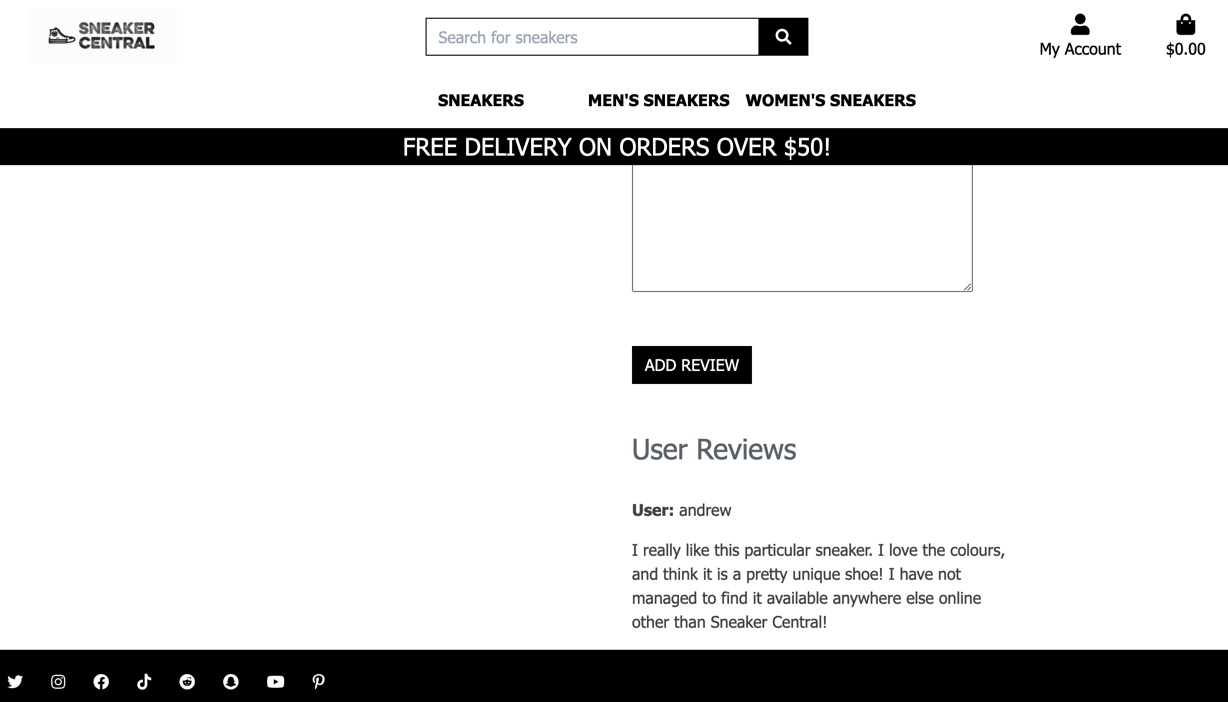 SNEAKER
CENTRAL
Search for sneakers
My Account
$0.00
SNEAKERS
MEN'S SNEAKERS
WOMEN'S SNEAKERS
FREE DELIVERY ON ORDERS OVER $50!
ADD REVIEW
User Reviews
User: andrew
I really like this particular sneaker. I love the colours,
and think it is a pretty unique shoe! I have not
managed to find it available anywhere else online
other than Sneaker Central!